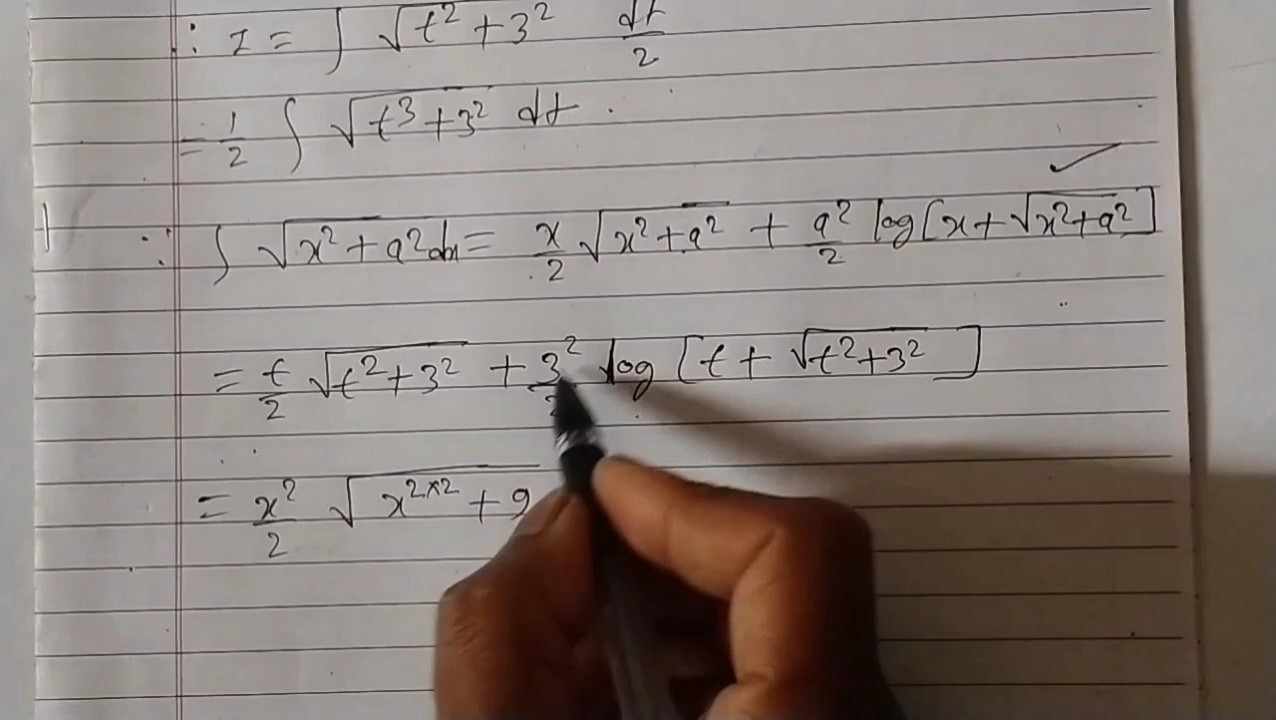 ∴ I = ∫ √t² + 3² dt/2
= 1/2 ∫ √t³ + 3² dt .
∵ ∫ √x² + a² dx = x/2 √x² + a² + a²/2 log[x + √x² + a²]
= t/2 √t² + 3² + 3²/2 log [t + √t² + 3²]
= x²/2 √x²ˣ² + 9